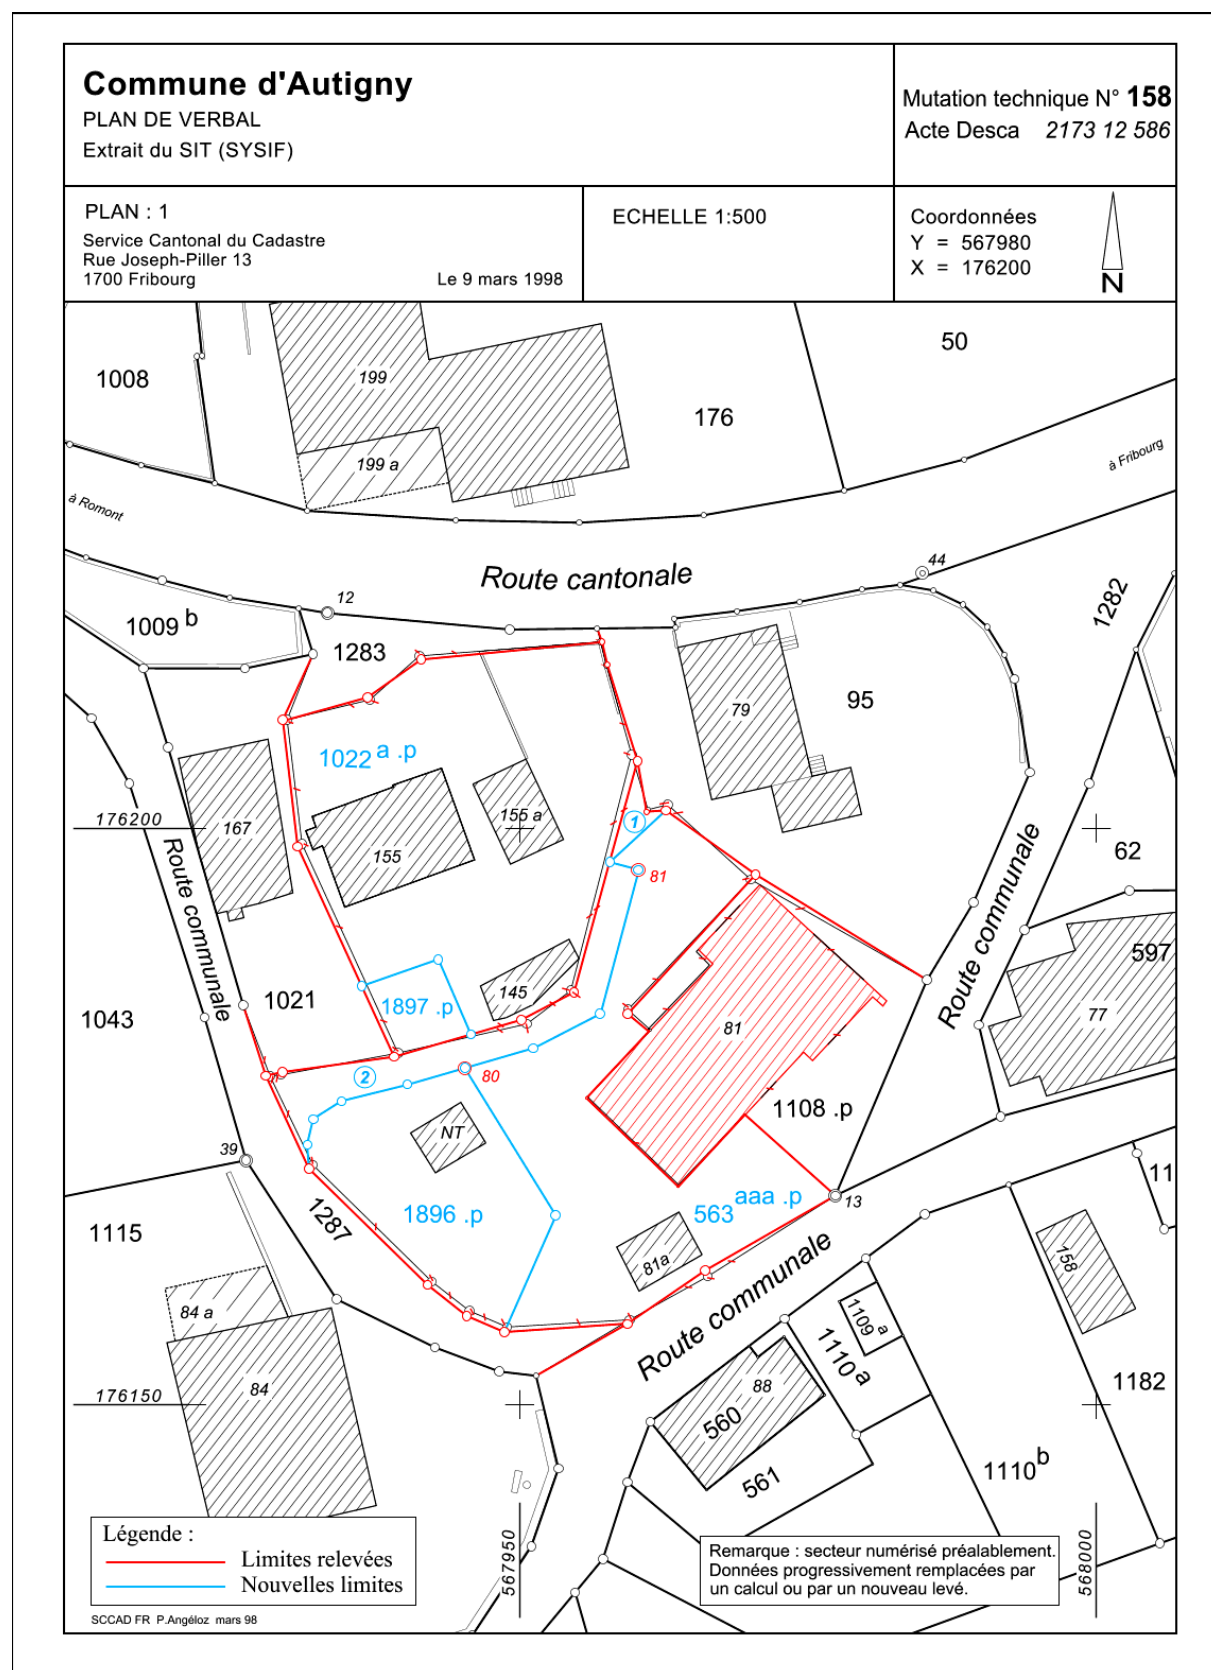 Commune d'Autigny
PLAN DE VERBAL
Extrait du SIT (SYSIF)
Mutation technique N° 158
Acte Desca 2173 12 586
PLAN : 1
Service Cantonal du Cadastre
Rue Joseph-Piller 13
1700 Fribourg
Le 9 mars 1998
ECHELLE 1:500
Coordonnées
Y = 567980
X = 176200
N
50
1008
199
176
199 a
à Fribourg
à Romont
44
Route cantonale
12
1282
1009 b
1283
79
95
1022 a .p
176200
167
155
155 a
1
62
Route communale
81
Route communale
597
1021
1897 .p
145
1043
77
81
2
80
1108 .p
NT
39
1287
1896 .p
563 aaa .p
13
11
1115
81a
158
Route communale
84 a
1109 a
1110 a
176150
84
88
1182
560
561
1110 b
567950
568000
Légende :
Limites relevées
Nouvelles limites
Remarque : secteur numérisé préalablement.
Données progressivement remplacées par
un calcul ou par un nouveau levé.
SCCAD FR P.Angéloz mars 98